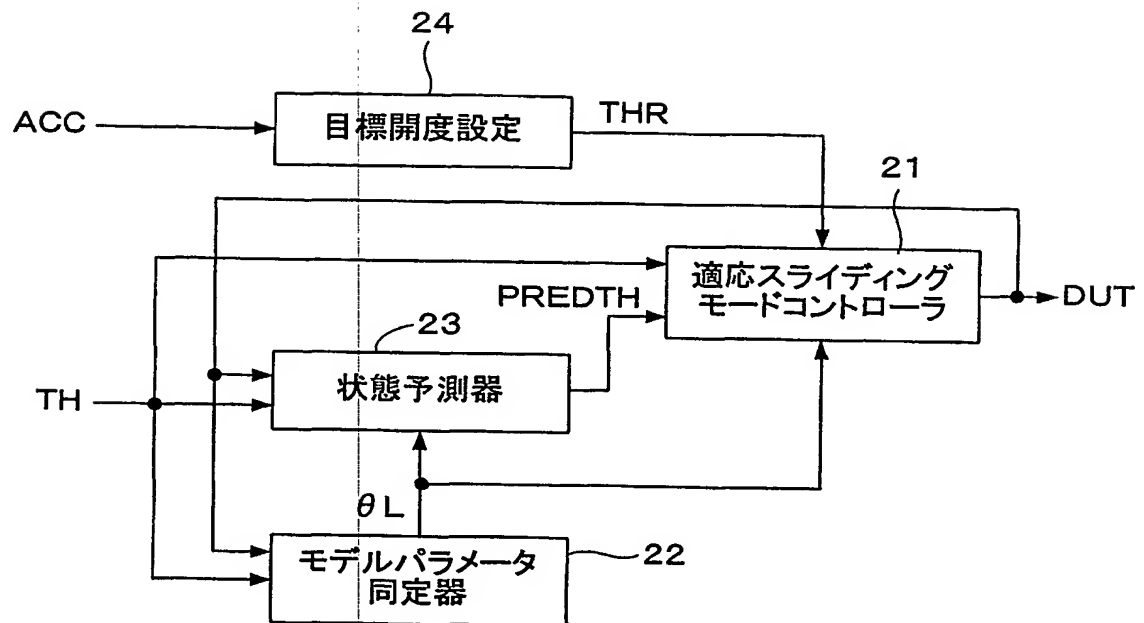 24
ACC
目標開度設定
THR
21
適応スライディング
モードコントローラ
DUT
PREDTH
23
状態予測器
TH
θL
モデルパラメータ
同定器
22